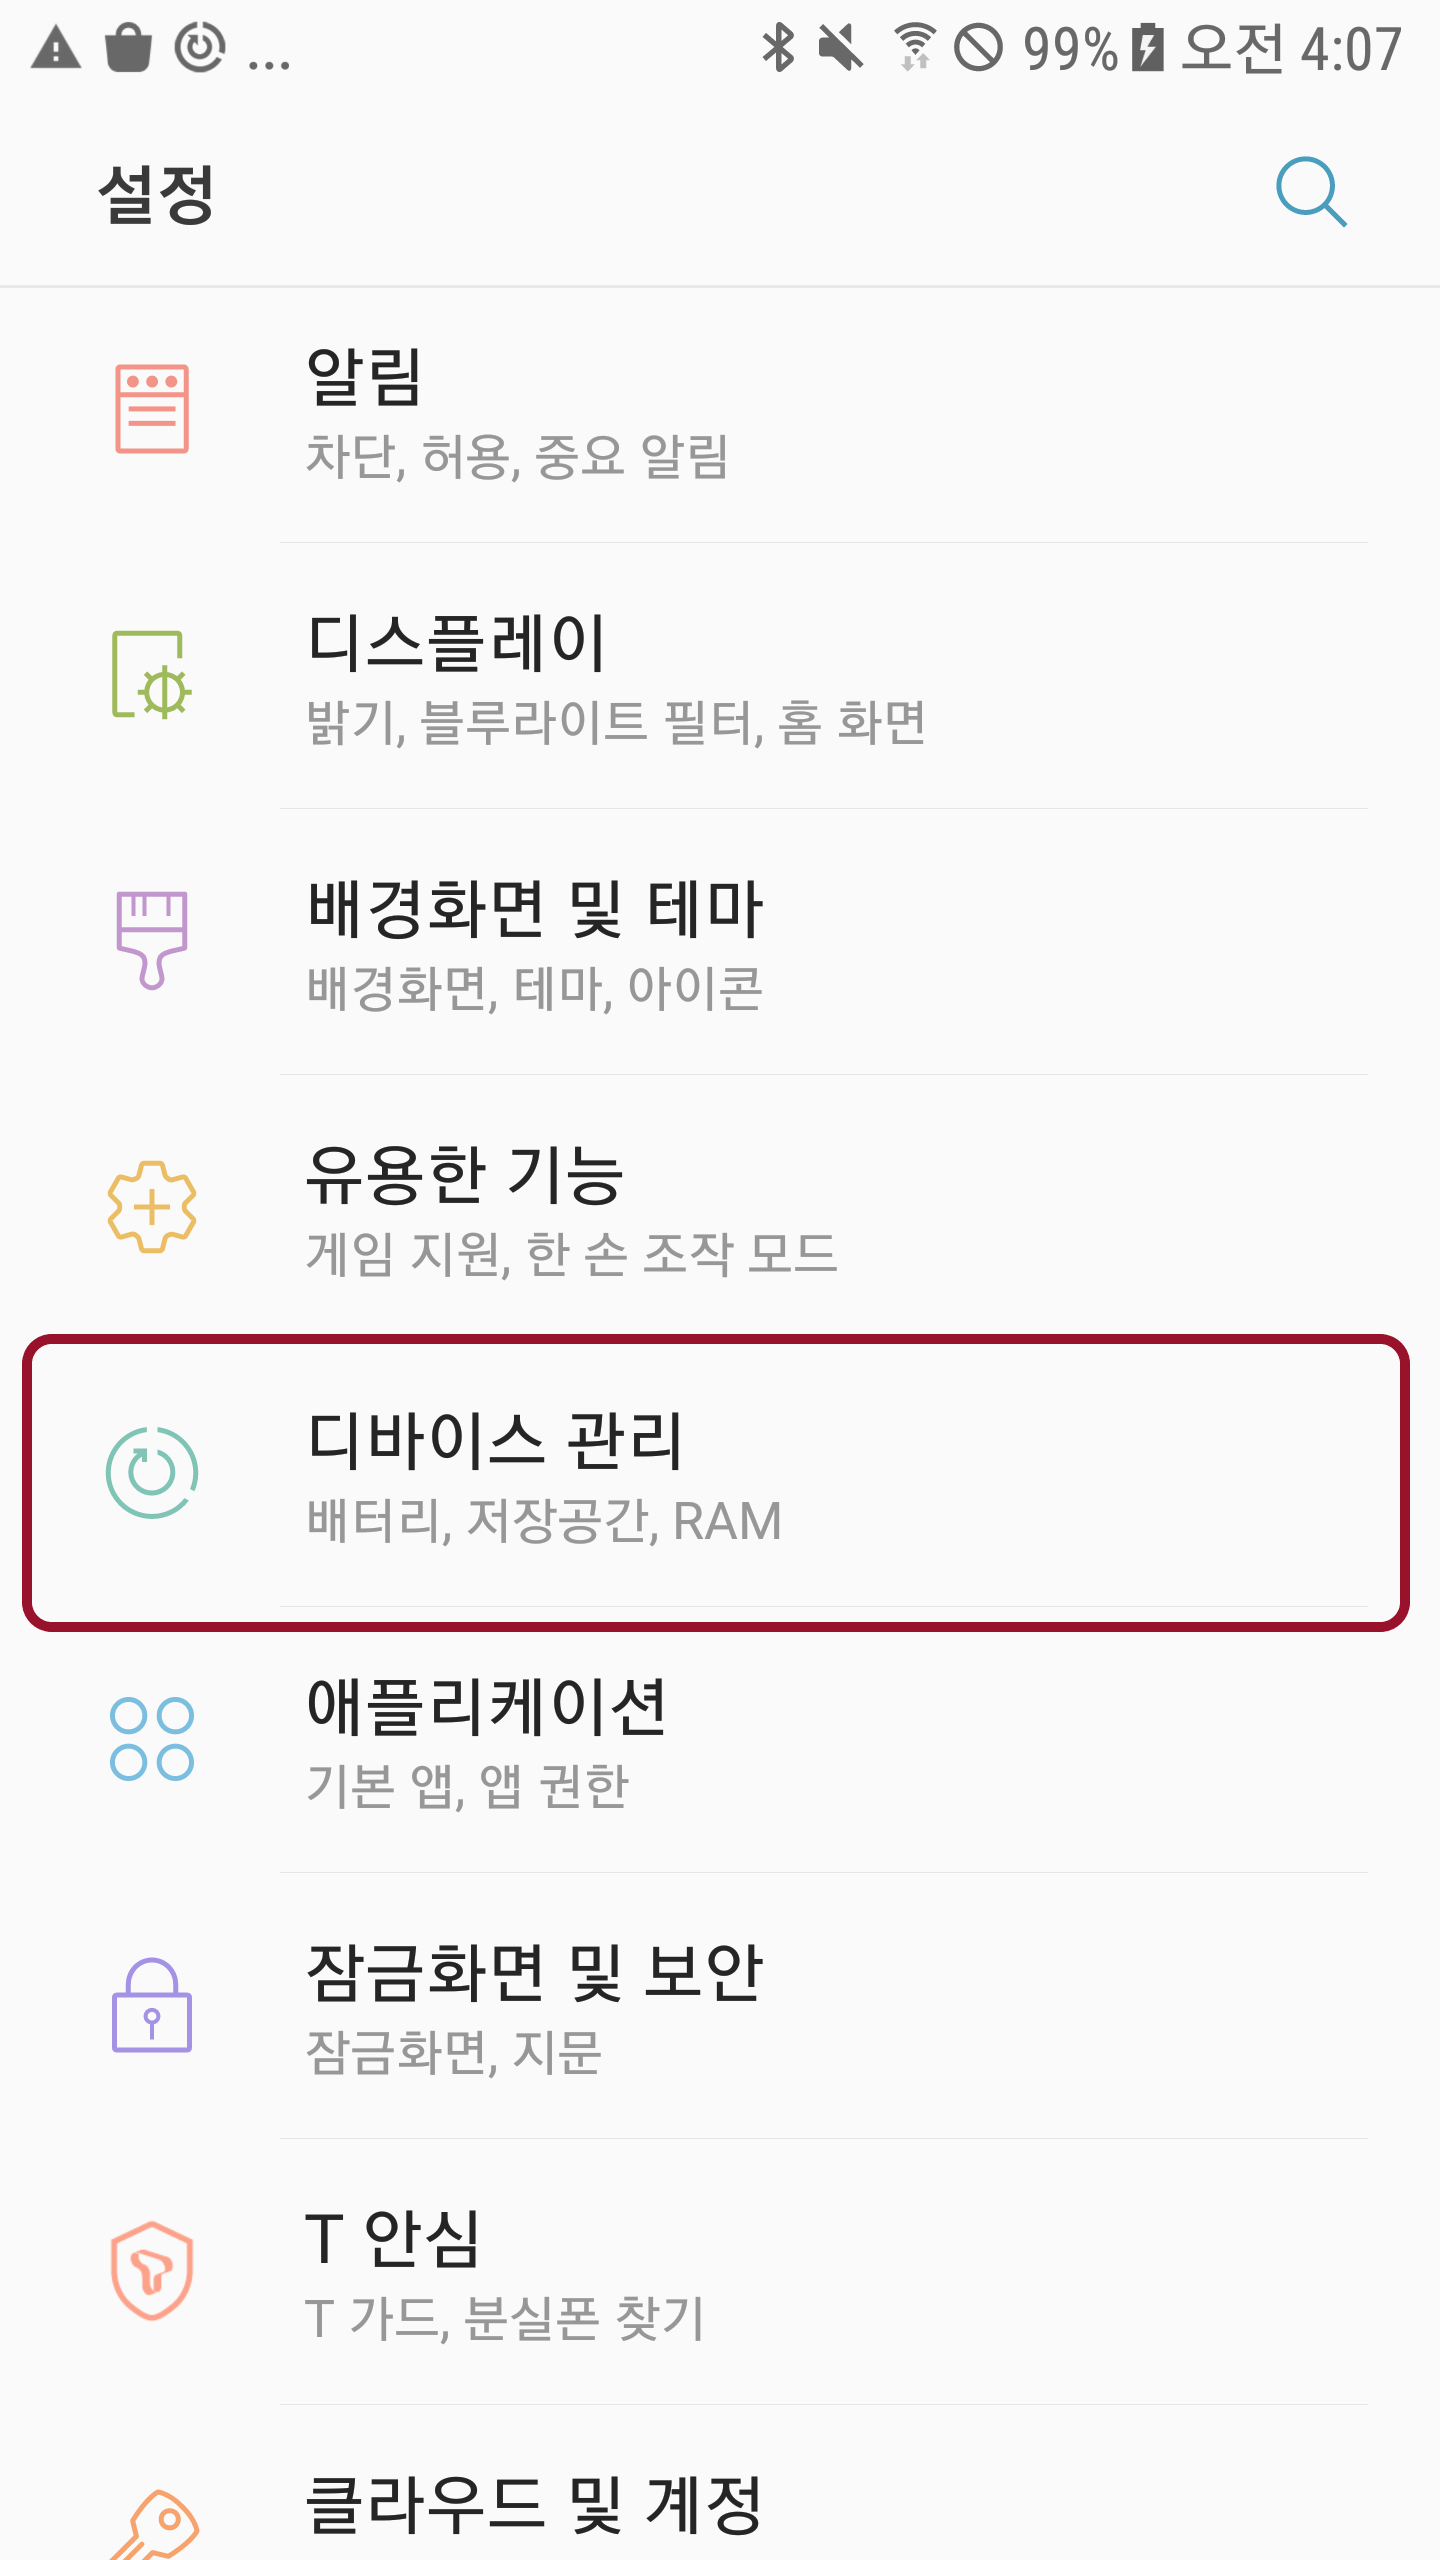 ... 99% 오전 4:07
설정
알림
차단, 허용, 중요 알림
디스플레이
밝기, 블루라이트 필터, 홈 화면
배경화면 및 테마
배경화면, 테마, 아이콘
유용한 기능
게임 지원, 한 손 조작 모드
디바이스 관리
배터리, 저장공간, RAM
애플리케이션
기본 앱, 앱 권한
잠금화면 및 보안
잠금화면, 지문
T 안심
T 가드, 분실폰 찾기
클라우드 및 계정